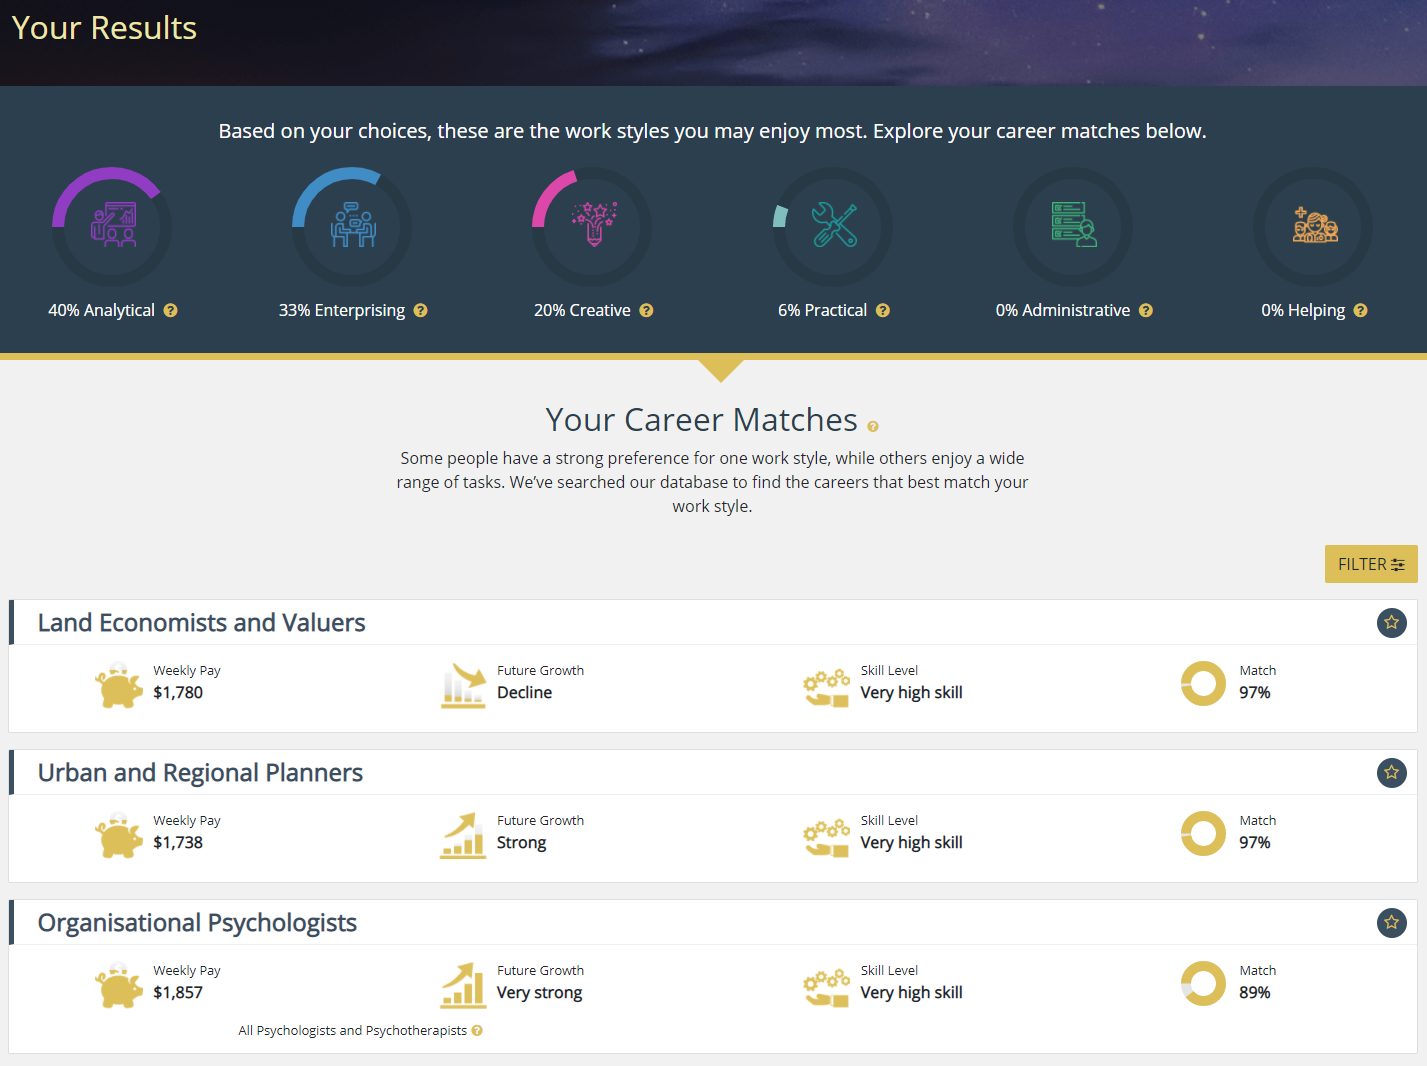 Your Results
Based on your choices, these are the work styles you may enjoy most. Explore your career matches below.
40% Analytical ?
33% Enterprising ?
20% Creative ?
6% Practical ?
0% Administrative ?
0% Helping ?
Your Career Matches ?
Some people have a strong preference for one work style, while others enjoy a wide
range of tasks. We've searched our database to find the careers that best match your
work style.
FILTER
Land Economists and Valuers
Weekly Pay
$1,780
Future Growth
Decline
Skill Level
Very high skill
Match
97%
Urban and Regional Planners
Weekly Pay
$1,738
Future Growth
Strong
Skill Level
Very high skill
Match
97%
Organisational Psychologists
Weekly Pay
$1,857
Future Growth
Very strong
Skill Level
Very high skill
Match
89%
All Psychologists and Psychotherapists ?